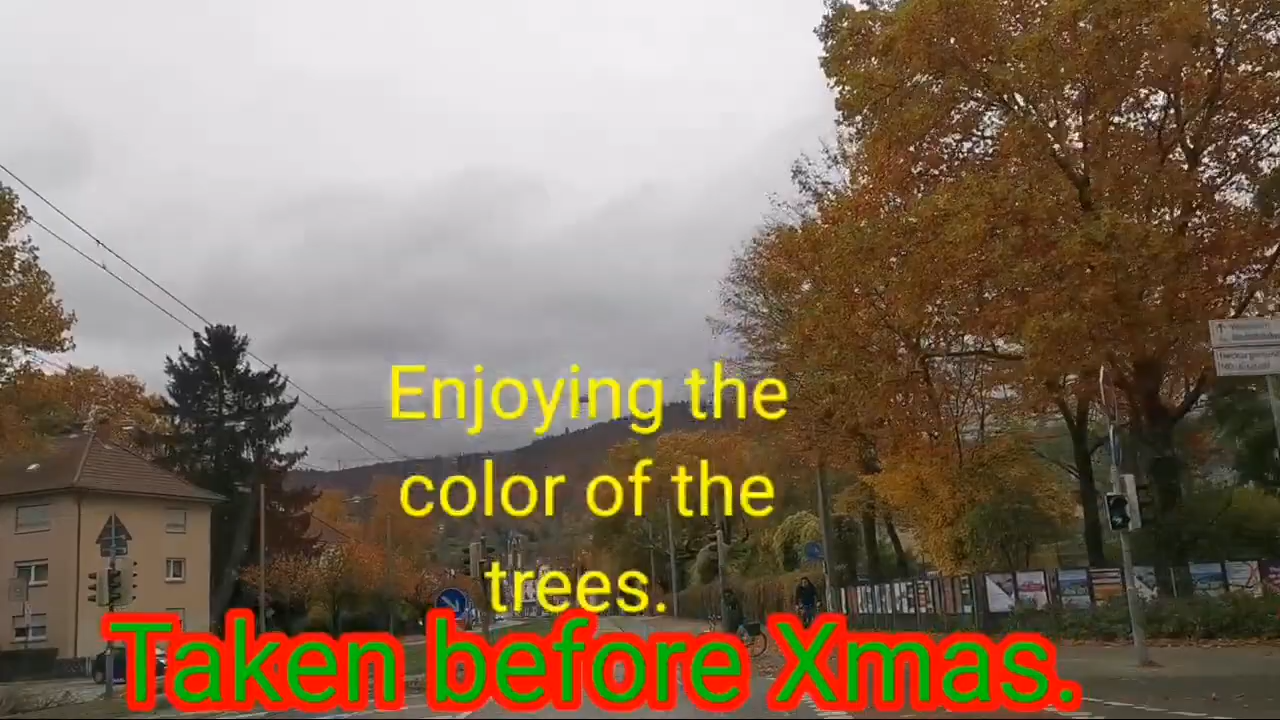 Enjoying the
color of the
trees.
Taken before Xmas.